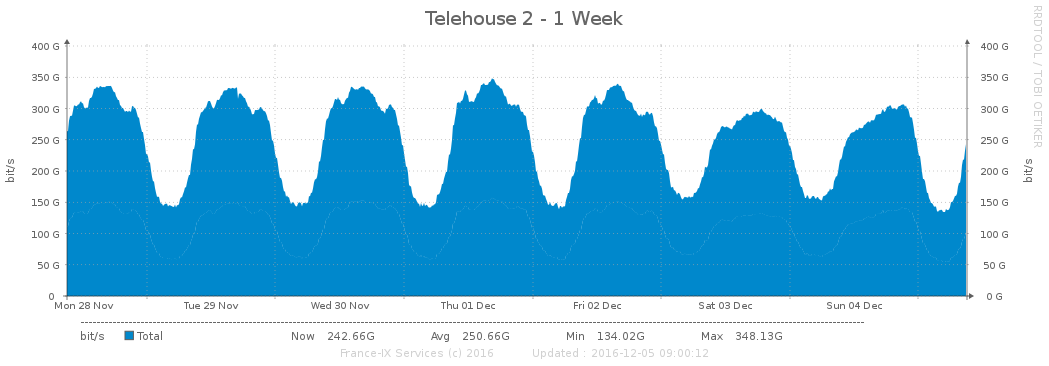 Telehouse 2 - 1 Week
RRDTOOL / TOBI OETIKER
400 G 400 G
350 G 350 G
300 G 300 G
250 G 250 G
200 G 200 G
150 G 150 G
100 G 100 G
50 G 50 G
0 0 G
bit/s bit/s
Mon 28 Nov Tue 29 Nov Wed 30 Nov Thu 01 Dec Fri 02 Dec Sat 03 Dec Sun 04 Dec
bit/s Total Now 242.66G Avg 250.66G Min 134.02G Max 348.13G
France-IX Services (c) 2016 Updated : 2016-12-05 09:00:12